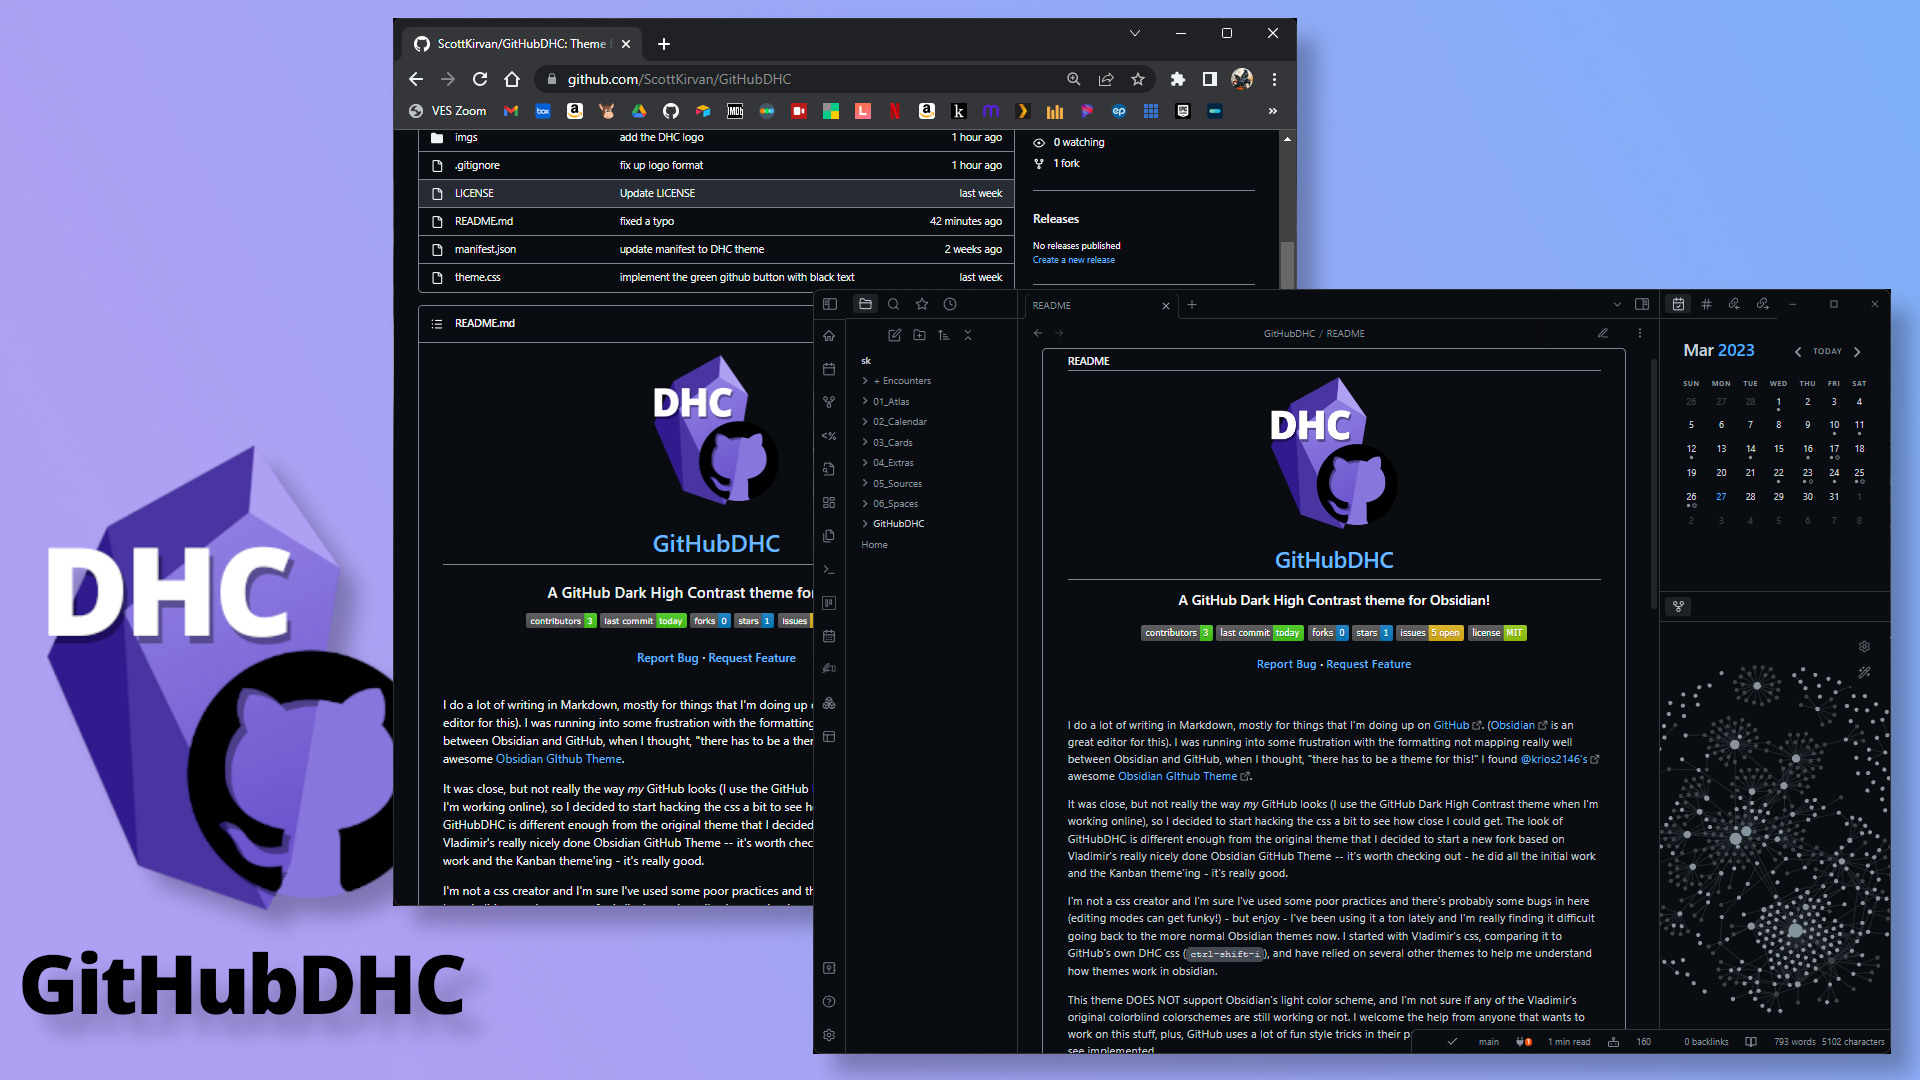 ScottKirvan/GitHubDHC: Theme f
github.com/ScottKirvan/GitHubDHC
VES Zoom
imgs add the DHC logo 1 hour ago
.gitignore fix up logo format 1 hour ago
LICENSE Update LICENSE last week
README.md fixed a typo 42 minutes ago
manifest.json update manifest to DHC theme 2 weeks ago
theme.css implement the green github button with black text last week
0 watching
1 fork
Releases
No releases published
Create a new release
README.md
DHC
GitHubDHC
A GitHub Dark High Contrast theme for
contributors 3 last commit today forks 0 stars 1 issues
Report Bug · Request Feature
I do a lot of writing in Markdown, mostly for things that I'm doing up
editor for this). I was running into some frustration with the formatting
between Obsidian and GitHub, when I thought, "there has to be a
awesome Obsidian GIthub Theme.
It was close, but not really the way my GitHub looks (I use the GitHub
I'm working online), so I decided to start hacking the css a bit to see
GitHubDHC is different enough from the original theme that I decided
Vladimir's really nicely done Obsidian GitHub Theme -- it's worth
work and the Kanban theme'ing - it's really good.
I'm not a css creator and I'm sure I've used some poor practices and
README
GitHubDHC / README
sk
+ Encounters
01_Atlas
02_Calendar
03_Cards
04_Extras
05_Sources
06_Spaces
GitHubDHC
Home
README
DHC
GitHubDHC
A GitHub Dark High Contrast theme for Obsidian!
contributors 3 last commit today forks 0 stars 1 issues 5 open license MIT
Report Bug · Request Feature
I do a lot of writing in Markdown, mostly for things that I'm doing up on GitHub. (Obsidian is an
great editor for this). I was running into some frustration with the formatting not mapping really well
between Obsidian and GitHub, when I thought, "there has to be a theme for this!" I found @krios2146's
awesome Obsidian GIthub Theme.
It was close, but not really the way my GitHub looks (I use the GitHub Dark High Contrast theme when I'm
working online), so I decided to start hacking the css a bit to see how close I could get. The look of
GitHubDHC is different enough from the original theme that I decided to start a new fork based on
Vladimir's really nicely done Obsidian GitHub Theme -- it's worth checking out - he did all the initial work
and the Kanban theme'ing - it's really good.
I'm not a css creator and I'm sure I've used some poor practices and there's probably some bugs in here
(editing modes can get funky!) - but enjoy - I've been using it a ton lately and I'm really finding it difficult
going back to the more normal Obsidian themes now. I started with Vladimir's css, comparing it to
GitHub's own DHC css (ctrl-shift-i), and have relied on several other themes to help me understand
how themes work in obsidian.
This theme DOES NOT support Obsidian's light color scheme, and I'm not sure if any of the Vladimir's
original colorblind colorschemes are still working or not. I welcome the help from anyone that wants to
work on this stuff, plus, GitHub uses a lot of fun style tricks in their
see implemented.
Mar 2023 TODAY
SUN MON TUE WED THU FRI SAT
26 27 28 1 2 3 4
5 6 7 8 9 10 11
12 13 14 15 16 17 18
19 20 21 22 23 24 25
26 27 28 29 30 31 1
2 3 4 5 6 7 8
main 1 min read 160 0 backlinks 793 words 5102 characters
DHC
GitHubDHC